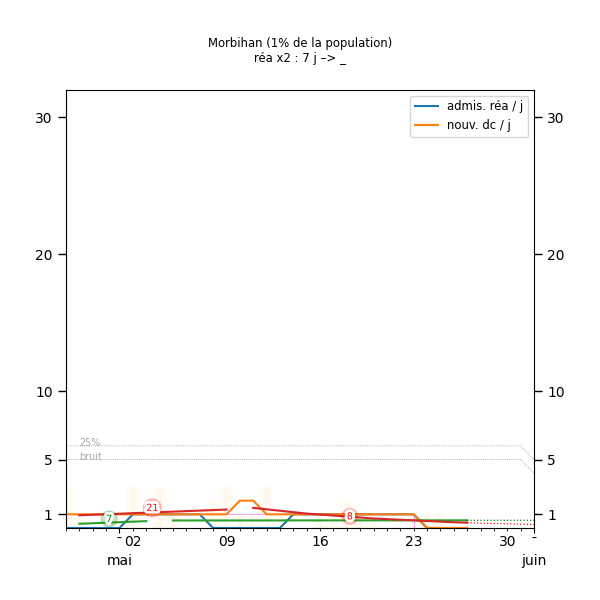 Morbihan (1% de la population)
réa x2 : 7 j –> _
admis. réa / j
nouv. dc / j
30 30
20 20
10 10
25%
bruit
5 5
21
7
8
1 1
- 02 09 16 23 30 -
mai juin